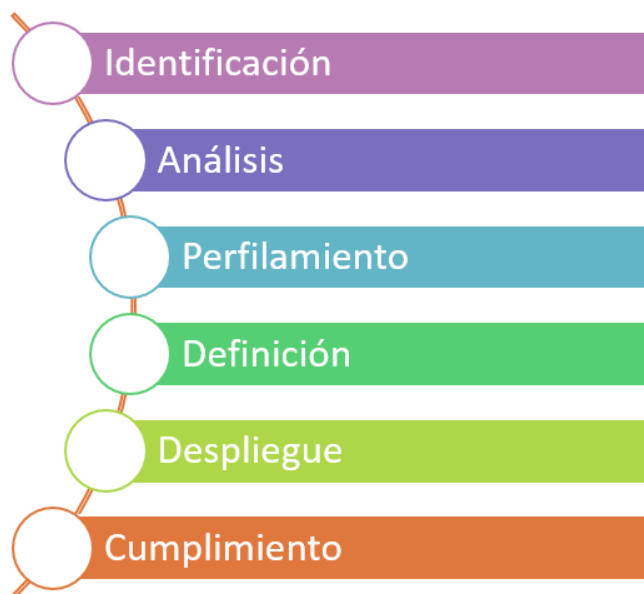 Identificación
Análisis
Perfilamiento
Definición
Despliegue
Cumplimiento